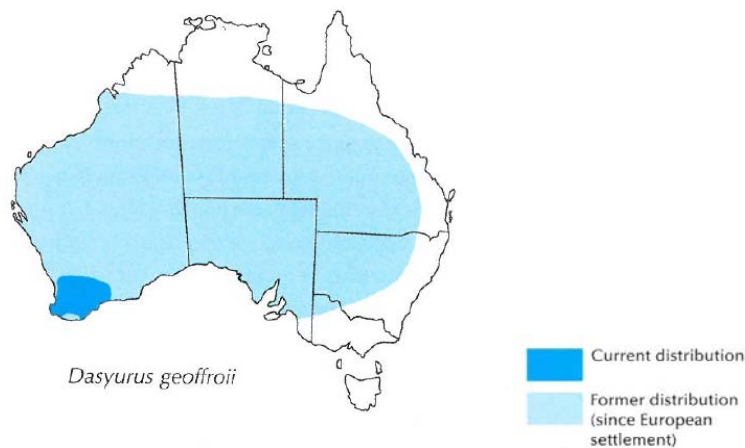 Dasyurus geoffroii
Current distribution
Former distribution
(since European
settlement)